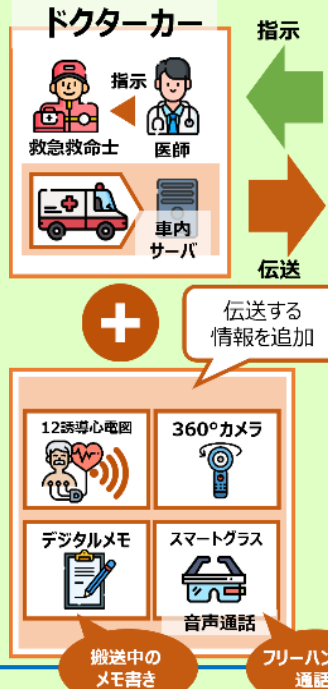 ドクターカー
指示
指示
救急救命士
医師
車内
サーバ
伝送
伝送する
情報を追加
12誘導心電図
360°カメラ
デジタルメモ
スマートグラス
音声通話
搬送中の
メモ書き
フリーハン
通話